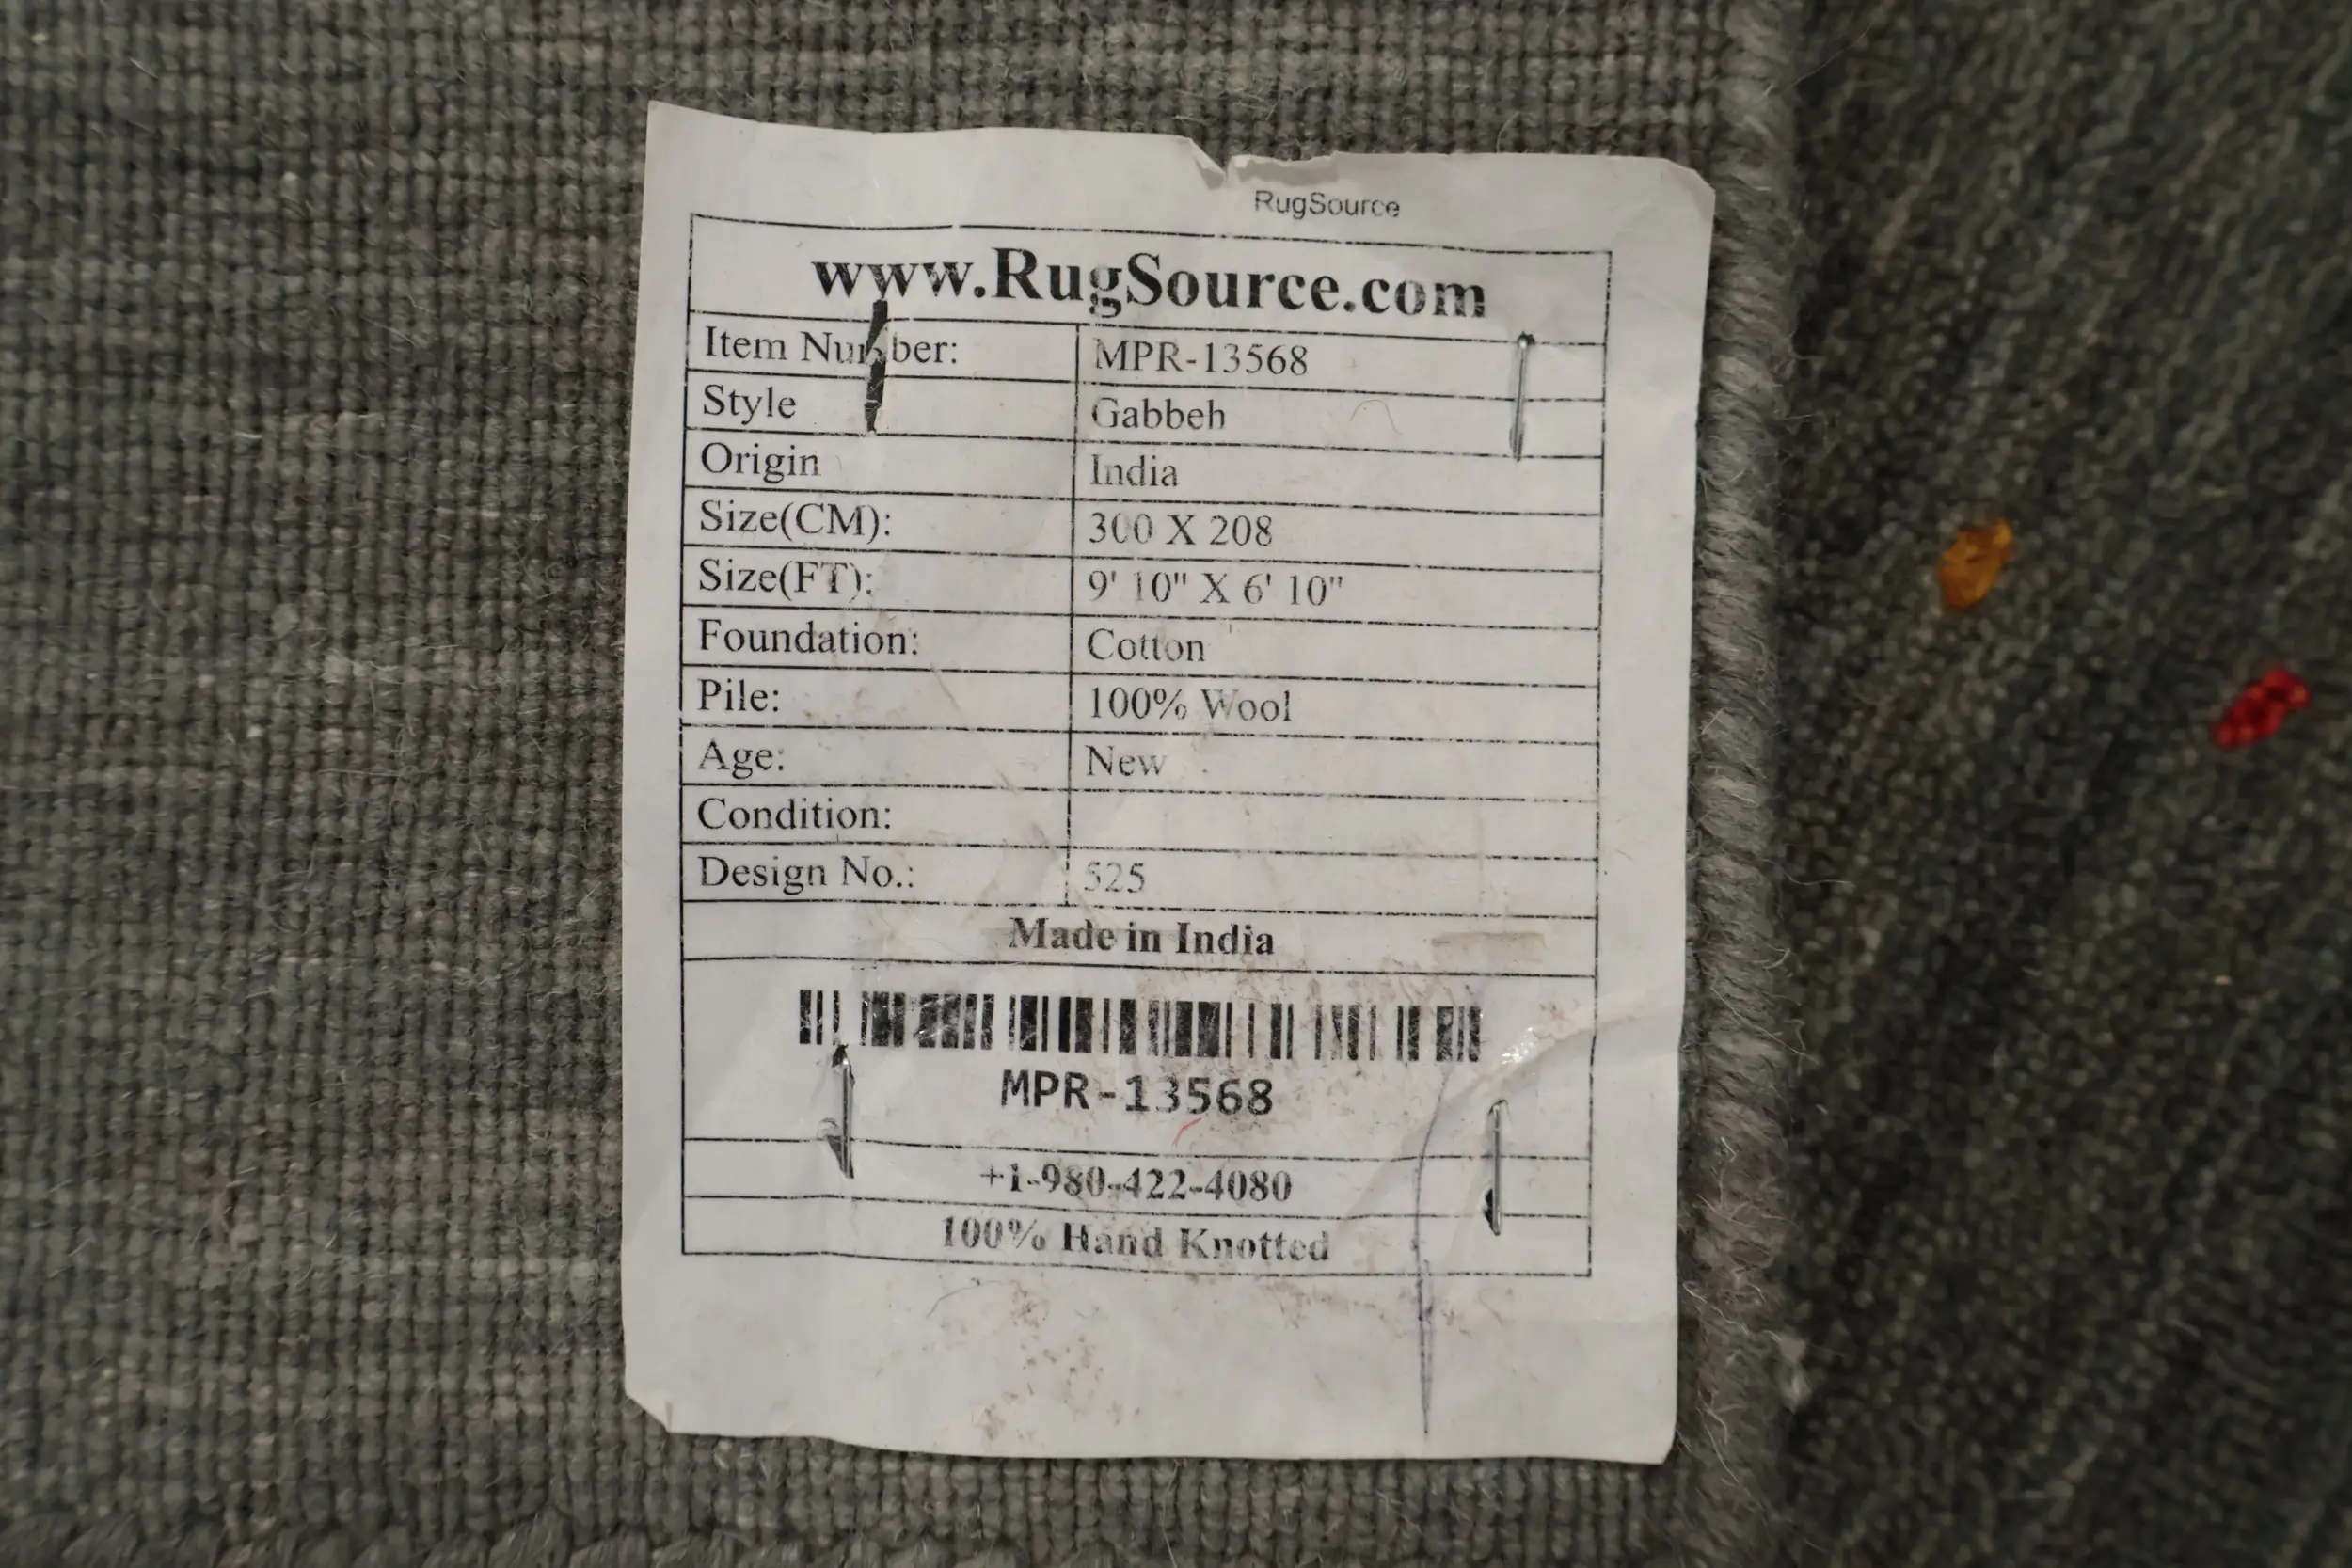 RugSource
www.RugSource.com
Item Number: MPR-13568
Style Gabbeh
Origin India
Size(CM): 300 X 208
Size(FT): 9' 10" X 6' 10"
Foundation: Cotton
Pile: 100% Wool
Age: New
Condition:
Design No.: 525
Made in India
MPR-13568
+1-980-422-4080
100% Hand Knotted